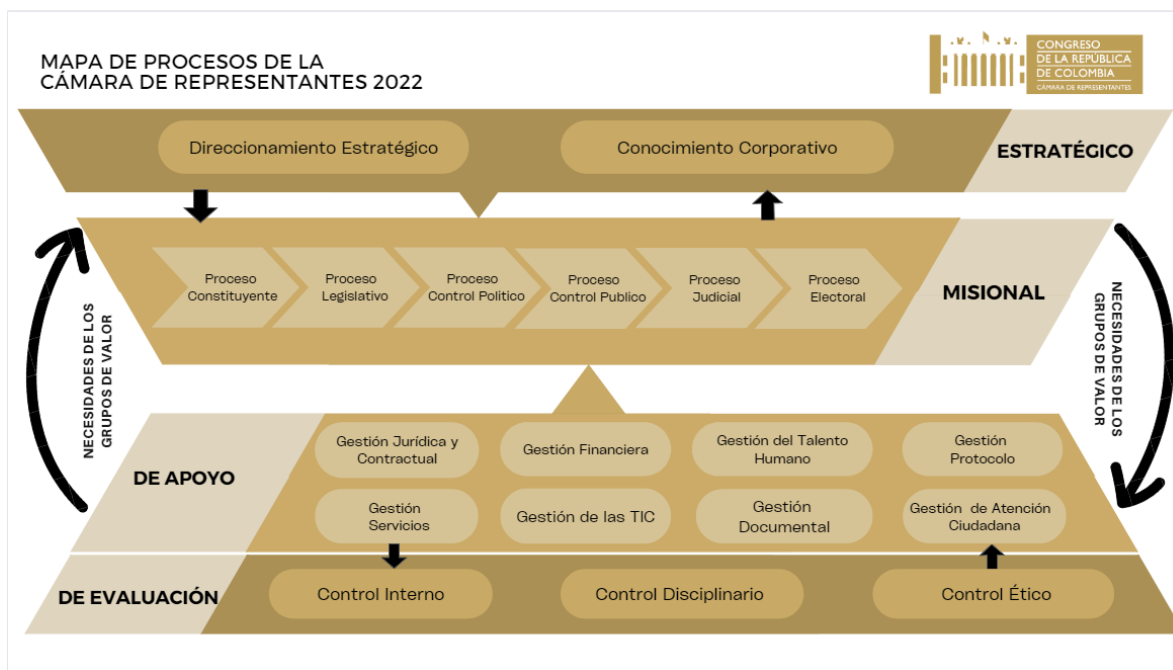 MAPA DE PROCESOS DE LA
CÁMARA DE REPRESENTANTES 2022
CONGRESO
DE LA REPÚBLICA
DE COLOMBIA
CÁMARA DE REPRESENTANTES
Direccionamiento Estratégico
Conocimiento Corporativo
ESTRATÉGICO
Proceso
Constituyente
Proceso
Legislativo
Proceso
Control Politico
Proceso
Control Publico
Proceso
Judicial
Proceso
Electoral
MISIONAL
NECESIDADES DE LOS
GRUPOS DE VALOR
NECESIDADES DE LOS
GRUPOS DE VALOR
DE APOYO
Gestión Jurídica y
Contractual
Gestión Financiera
Gestión del Talento
Humano
Gestión
Protocolo
Gestión
Servicios
Gestión de las TIC
Gestión
Documental
Gestión de Atención
Ciudadana
DE EVALUACIÓN
Control Interno
Control Disciplinario
Control Ético